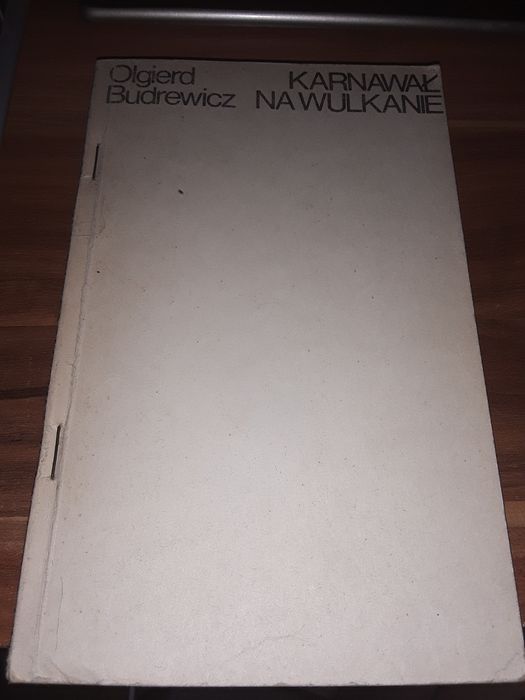 Olgierd
Budrewicz
KARNAWAŁ
NA WULKANIE